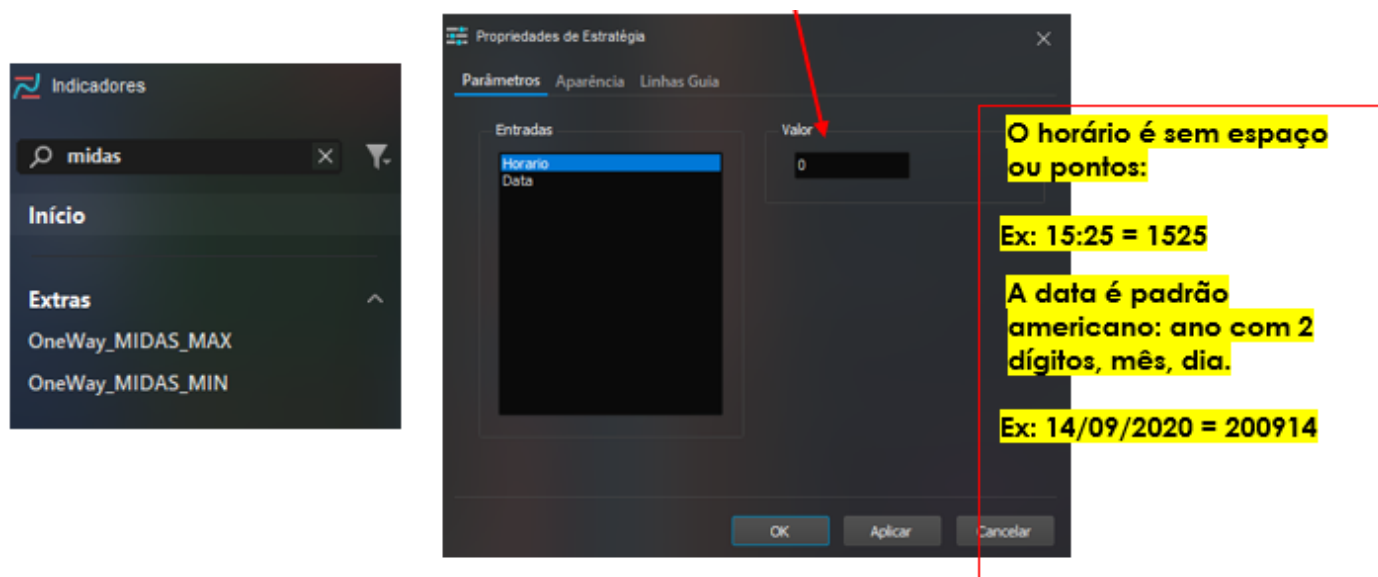 Indicadores
midas
Início
Extras
OneWay_MIDAS_MAX
OneWay_MIDAS_MIN
Propriedades de Estratégia
Parâmetros Aparência Linhas Guia
Entradas
Horario
Data
Valor
0
OK Aplicar Cancelar
O horário é sem espaço
ou pontos:
Ex: 15:25 = 1525
A data é padrão
americano: ano com 2
dígitos, mês, dia.
Ex: 14/09/2020 = 200914